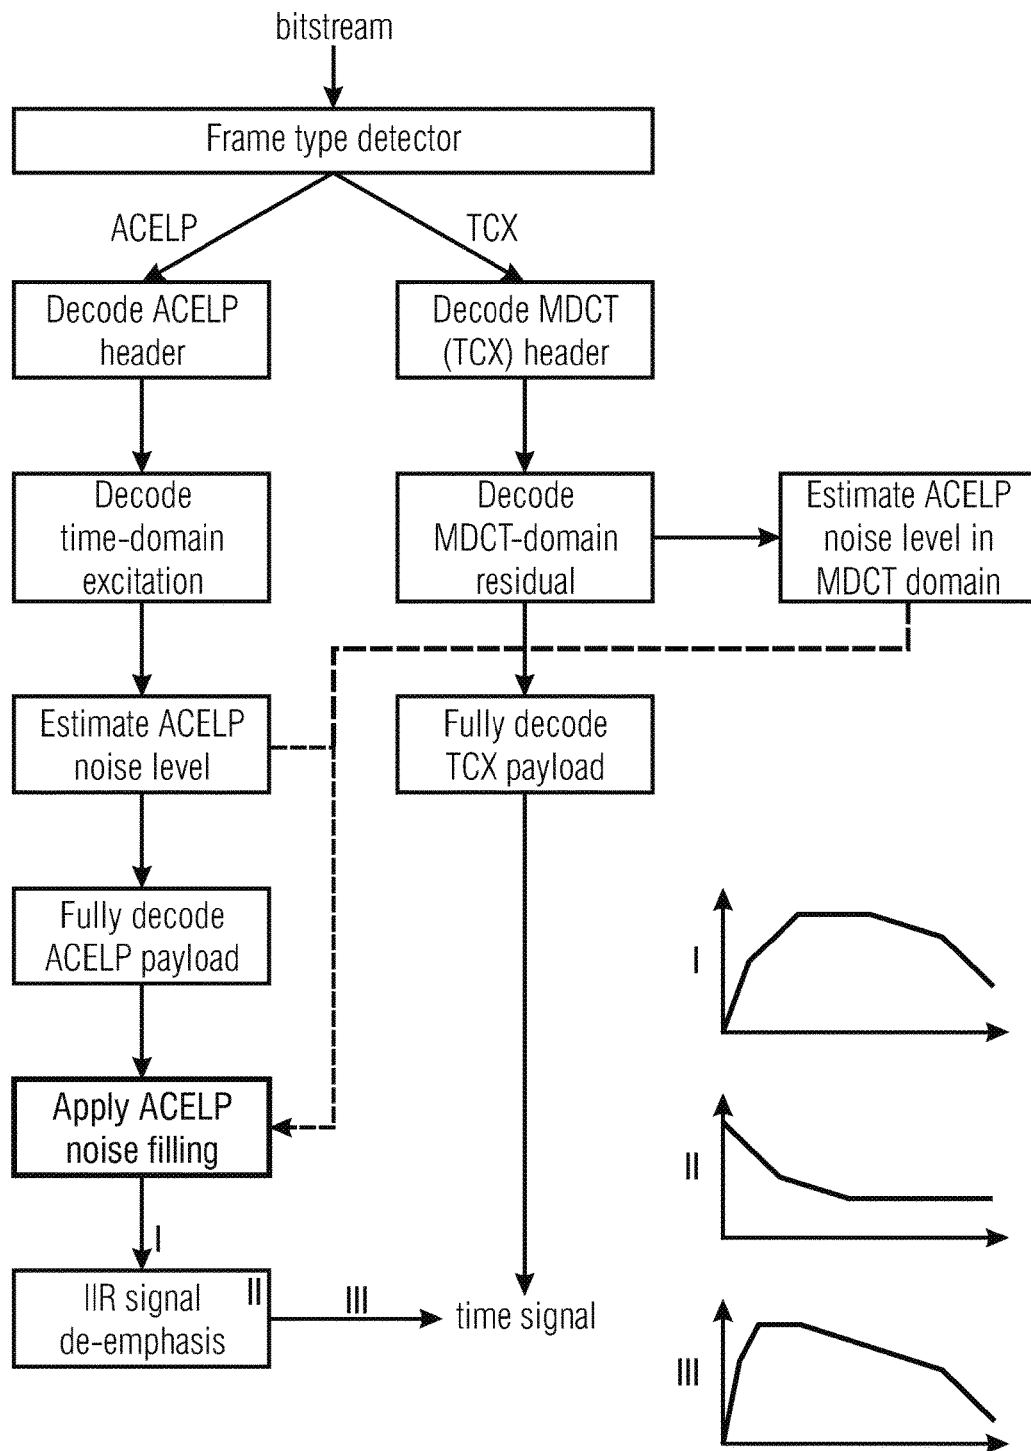 bitstream
Frame type detector
ACELP
TCX
Decode ACELP
header
Decode MDCT
(TCX) header
Decode
time-domain
excitation
Decode
MDCT-domain
residual
Estimate ACELP
noise level in
MDCT domain
Estimate ACELP
noise level
Fully decode
TCX payload
Fully decode
ACELP payload
I
Apply ACELP
noise filling
II
I
IIR signal
de-emphasis
II
III
time signal
III